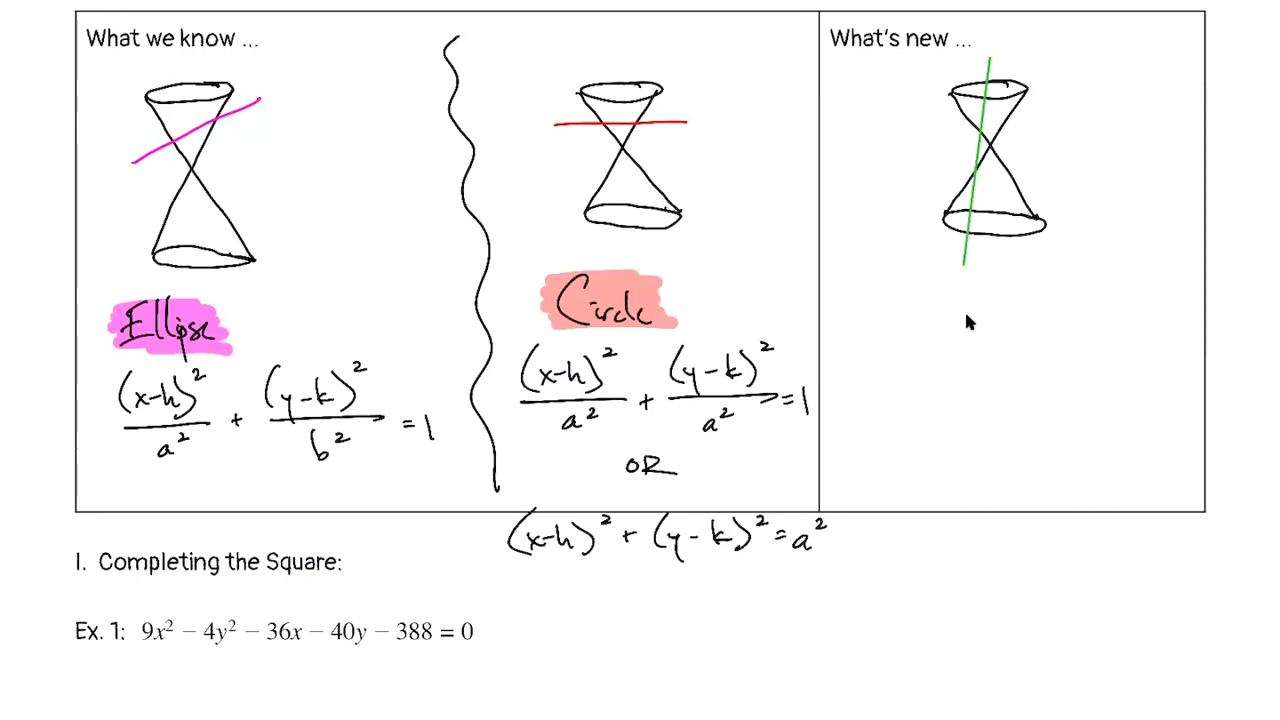 What we know ...
What's new ...
Ellipse
(x-h)²/a² + (y-k)²/b² = 1
Circle
(x-h)²/a² + (y-k)²/a² = 1
OR
(x-h)² + (y-k)² = a²
I. Completing the Square:
Ex. 1: 9x² − 4y² − 36x − 40y − 388 = 0